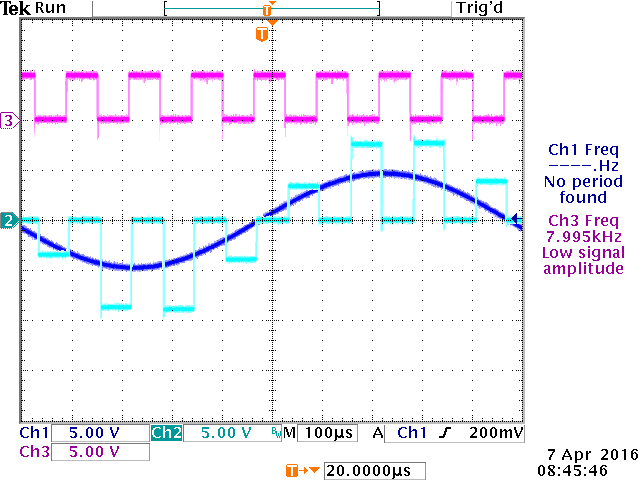 Tek Run Trig'd
T
T
3
2
Ch1 Freq
----.Hz
No period
found
Ch3 Freq
7.995kHz
Low signal
amplitude
Ch1 5.00 V Ch2 5.00 V BW M 100µs A Ch1 200mV
Ch3 5.00 V
T 20.0000µs
7 Apr 2016
08:45:46